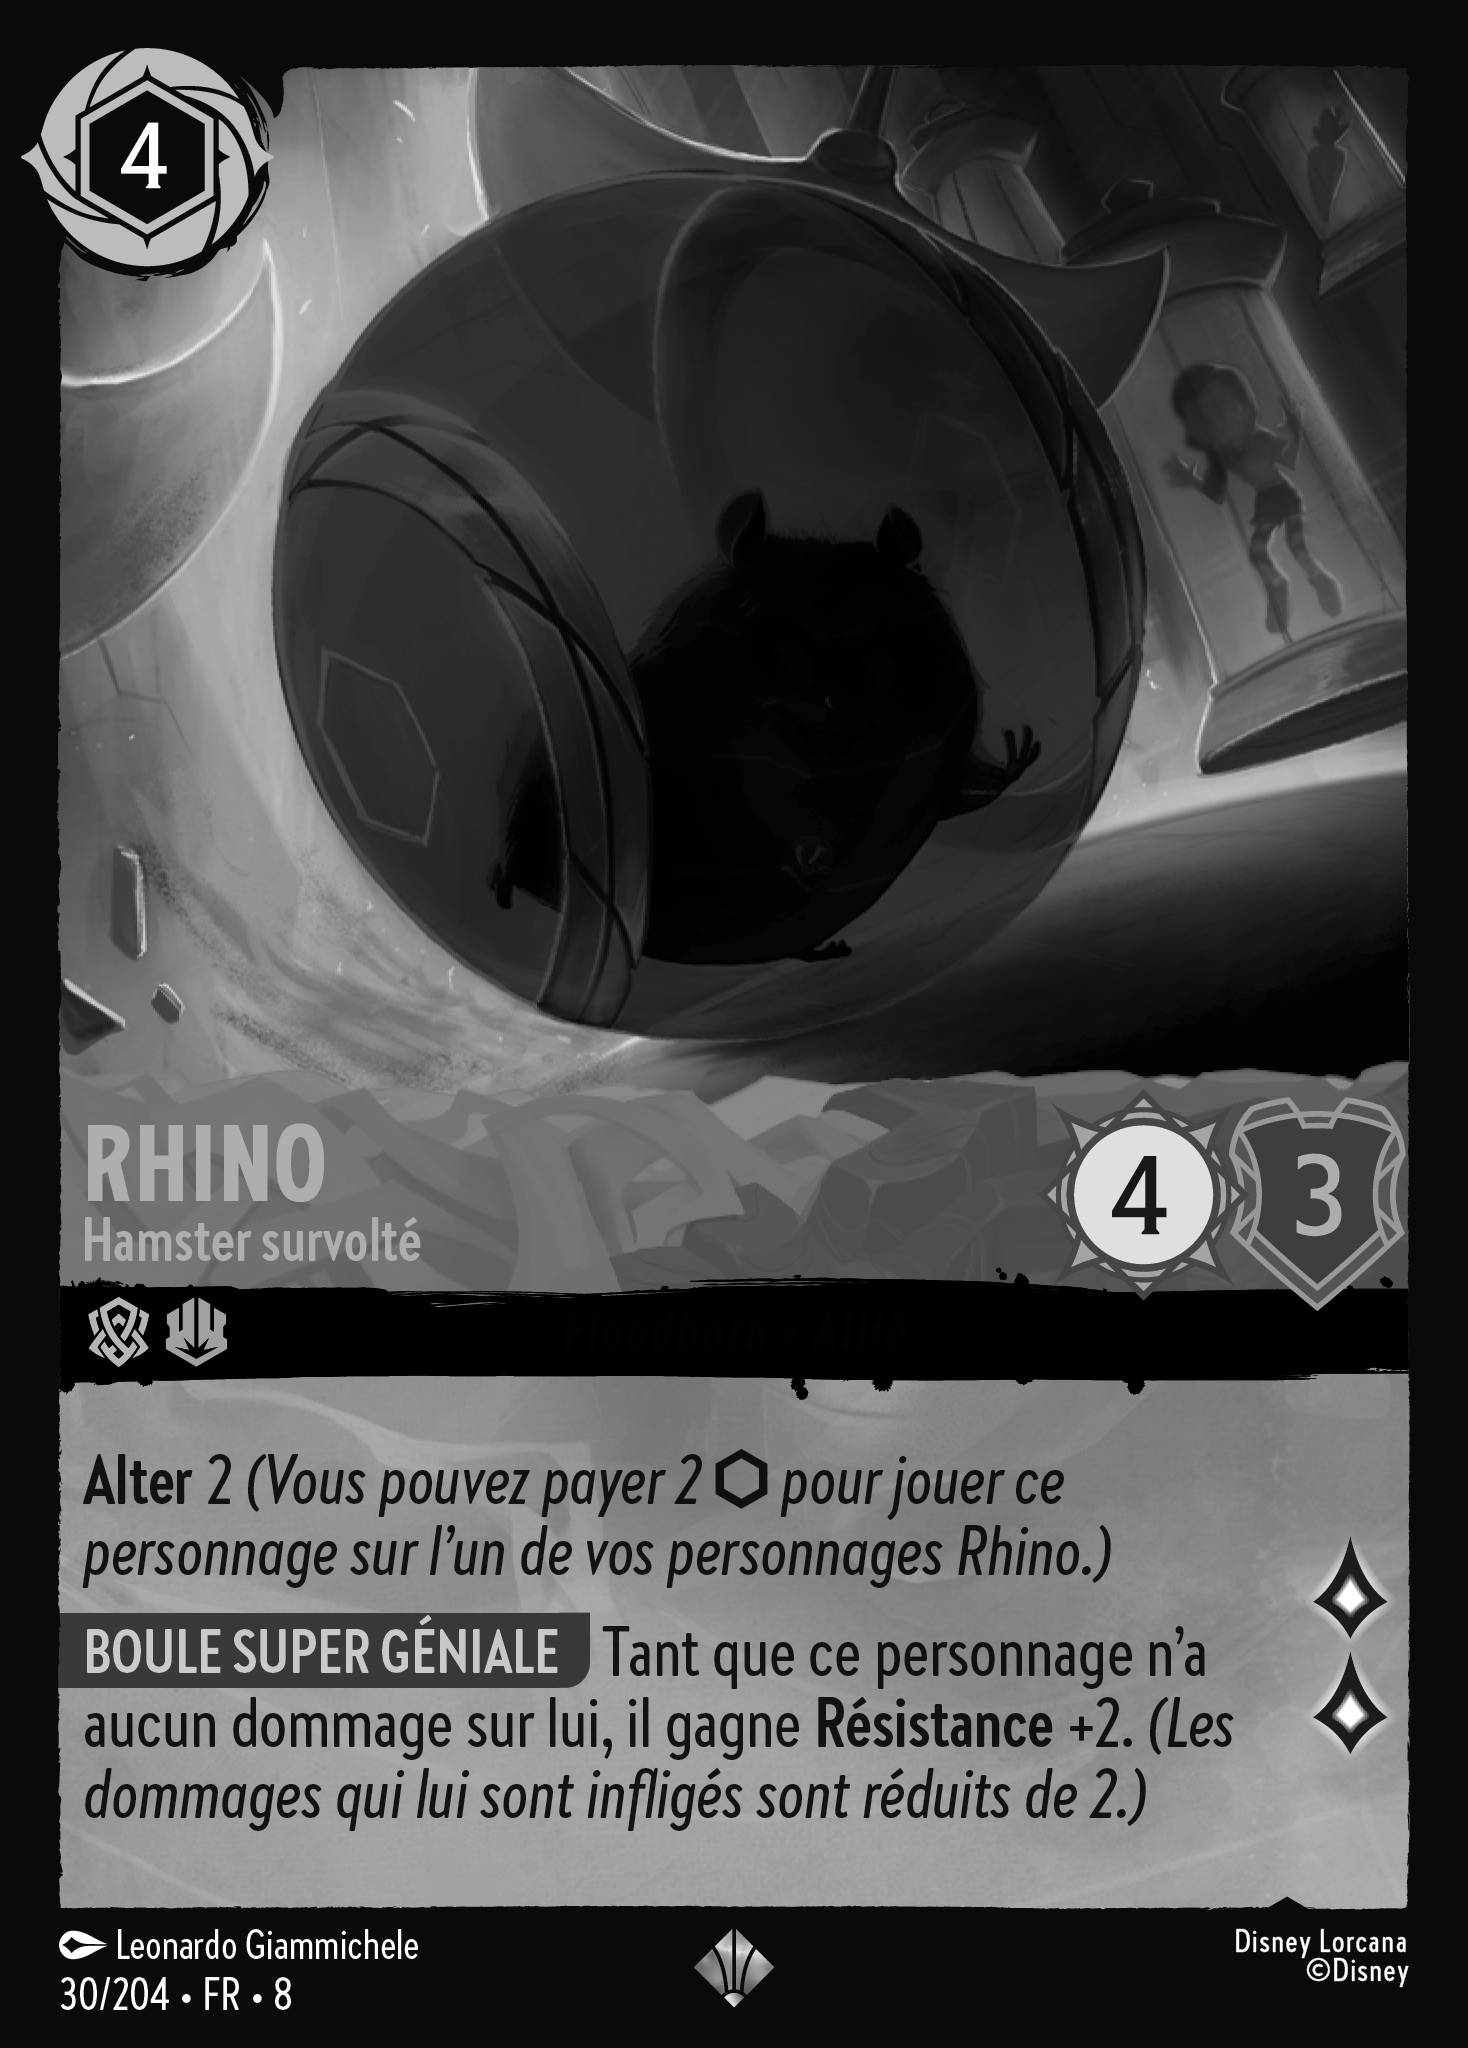 4
RHINO
Hamster survolté
4
3
Alter 2 (Vous pouvez payer 2 pour jouer ce
personnage sur l'un de vos personnages Rhino.)
BOULE SUPER GÉNIALE Tant que ce personnage n'a
aucun dommage sur lui, il gagne Résistance +2. (Les
dommages qui lui sont infligés sont réduits de 2.)
Leonardo Giammichele
30/204 • FR • 8
Disney Lorcana
©Disney